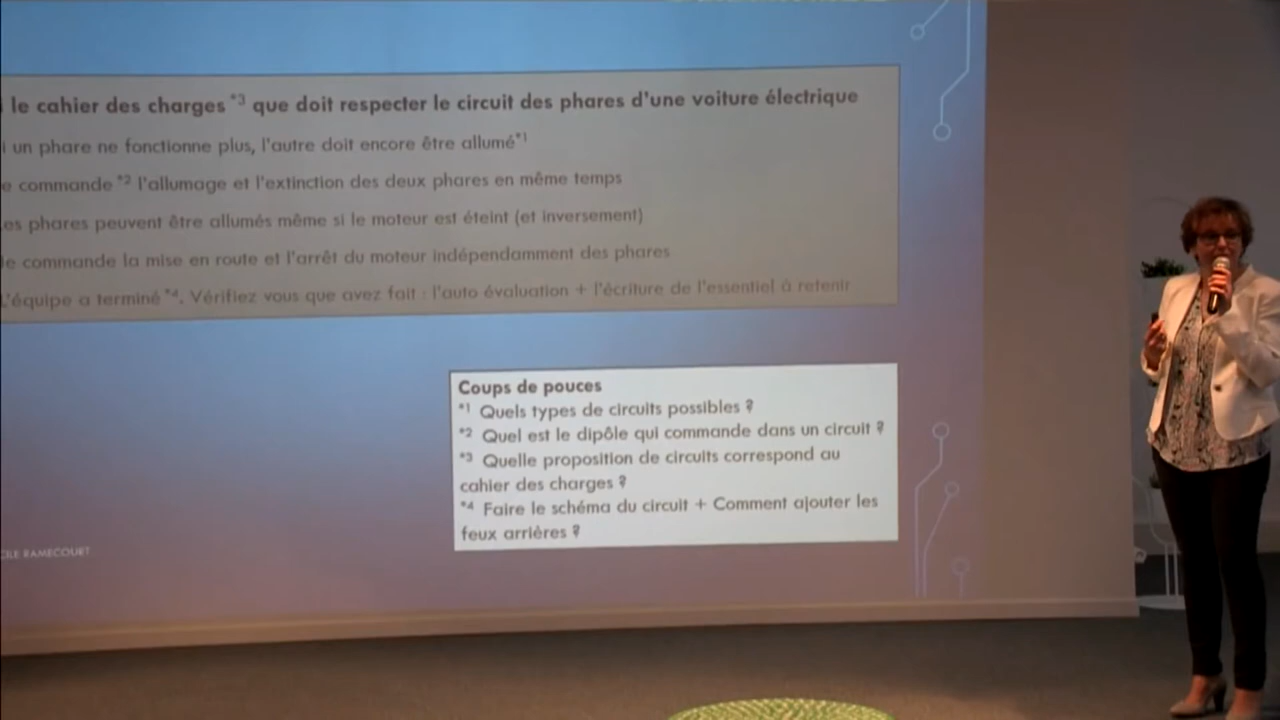 le cahier des charges *3 que doit respecter le circuit des phares d'une voiture électrique
i un phare ne fonctionne plus, l'autre doit encore être allumé*1
e commande *2 l'allumage et l'extinction des deux phares en même temps
es phares peuvent être allumés même si le moteur est éteint (et inversement)
le commande la mise en route et l'arrêt du moteur indépendamment des phares
L'équipe a terminé *4. Vérifiez vous que avez fait : l'auto évaluation + l'écriture de l'essentiel à retenir
Coups de pouces
*1 Quels types de circuits possibles ?
*2 Quel est le dipôle qui commande dans un circuit ?
*3 Quelle proposition de circuits correspond au
cahier des charges ?
*4 Faire le schéma du circuit + Comment ajouter les
feux arrières ?
CILE RAMECOURT